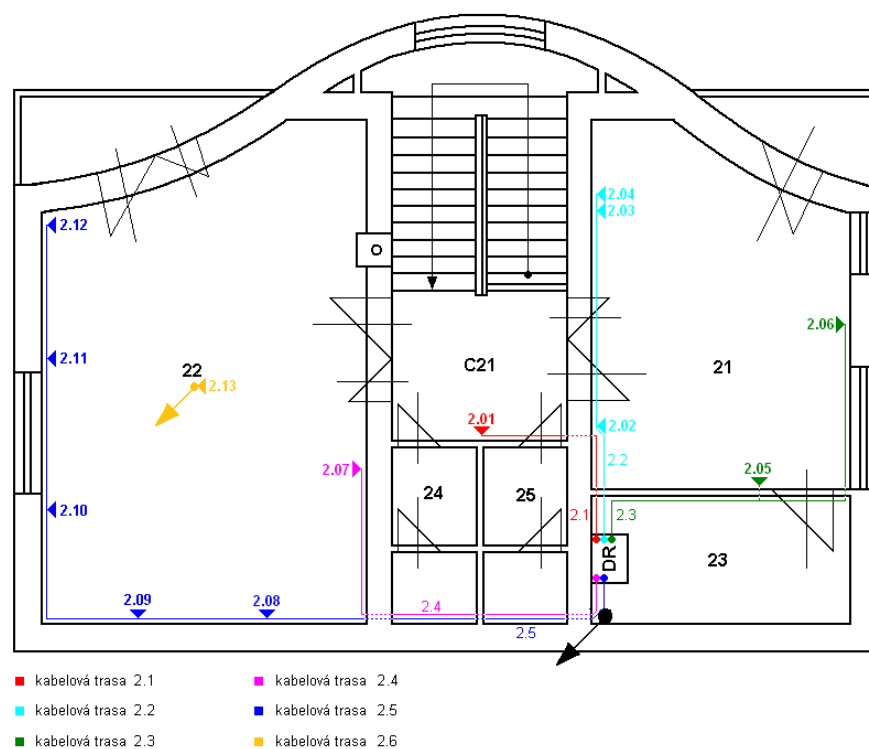 2.04
2.03
2.12
O
2.06
2.11
C21
22
21
2.13
2.01
2.02
2.2
2.07
2.05
24
25
2.10
2.1
2.3
DR
23
2.09
2.08
2.4
2.5
kabelová trasa 2.1
kabelová trasa 2.4
kabelová trasa 2.2
kabelová trasa 2.5
kabelová trasa 2.3
kabelová trasa 2.6